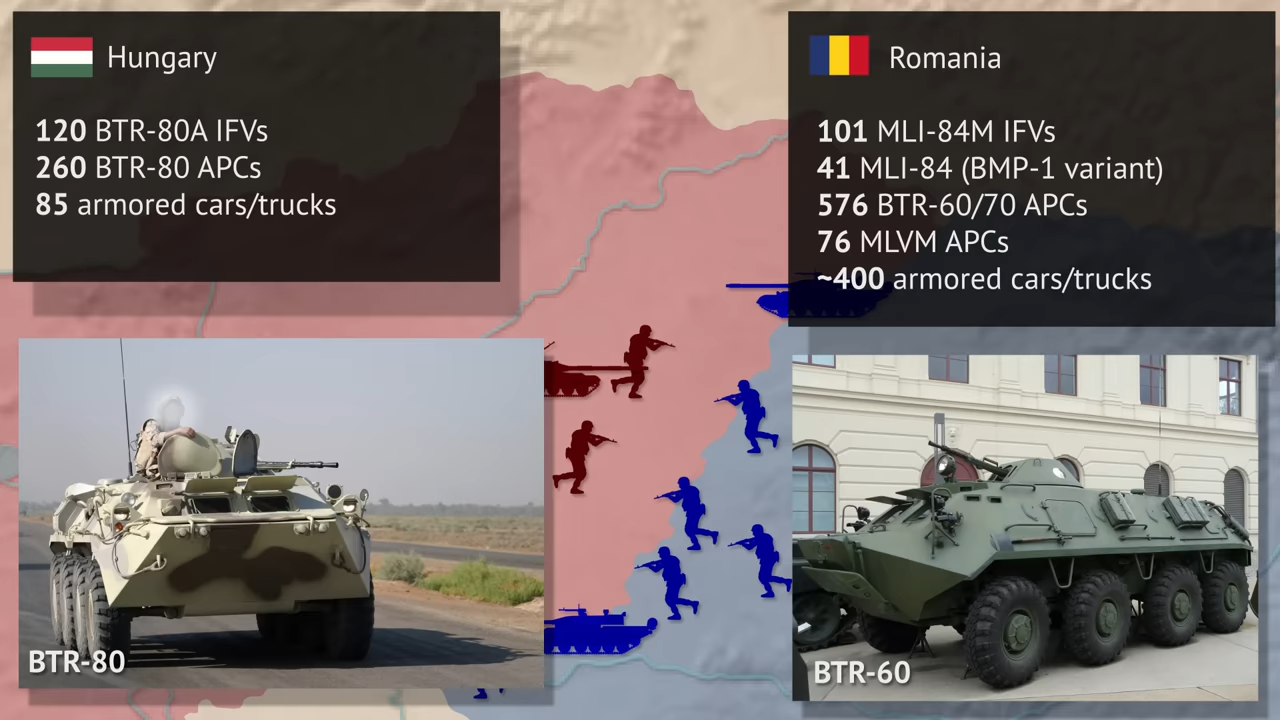 Hungary
120 BTR-80A IFVs
260 BTR-80 APCs
85 armored cars/trucks
BTR-80
Romania
101 MLI-84M IFVs
41 MLI-84 (BMP-1 variant)
576 BTR-60/70 APCs
76 MLVM APCs
~400 armored cars/trucks
BTR-60